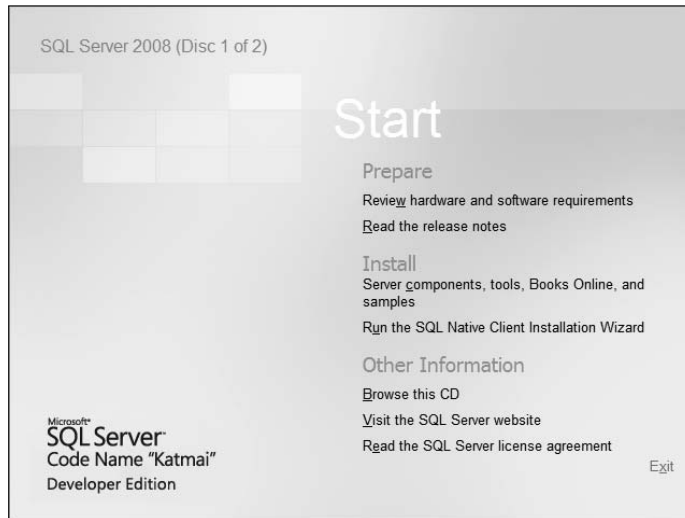 SQL Server 2008 (Disc 1 of 2)
Start
Prepare
Review hardware and software requirements
Read the release notes
Install
Server components, tools, Books Online, and
samples
Run the SQL Native Client Installation Wizard
Other Information
Browse this CD
Visit the SQL Server website
Read the SQL Server license agreement
Exit
Microsoft®
SQL Server™
Code Name “Katmai”
Developer Edition